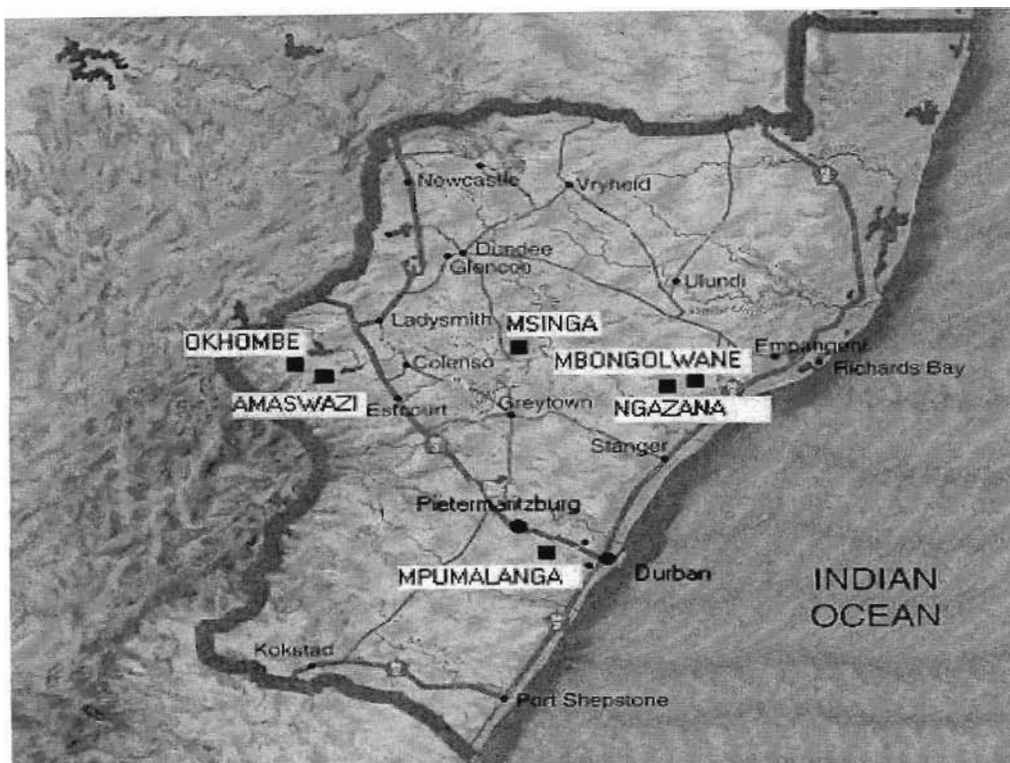 Newcastle
Vryheid
Dundee
Glencoe
Ulundi
Ladysmith
MSINGA
OKHOMBE
MBONGOLWANE
Empangeni
Colenso
Richards Bay
AMASWAZI
Estcourt
Greytown
NGAZANA
Stanger
Pietermaritzburg
MPUMALANGA
Durban
INDIAN
OCEAN
Kokstad
Port Shepstone